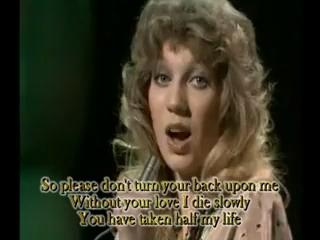 So please don't turn your back upon me
Without your love I die slowly
You have taken half my life